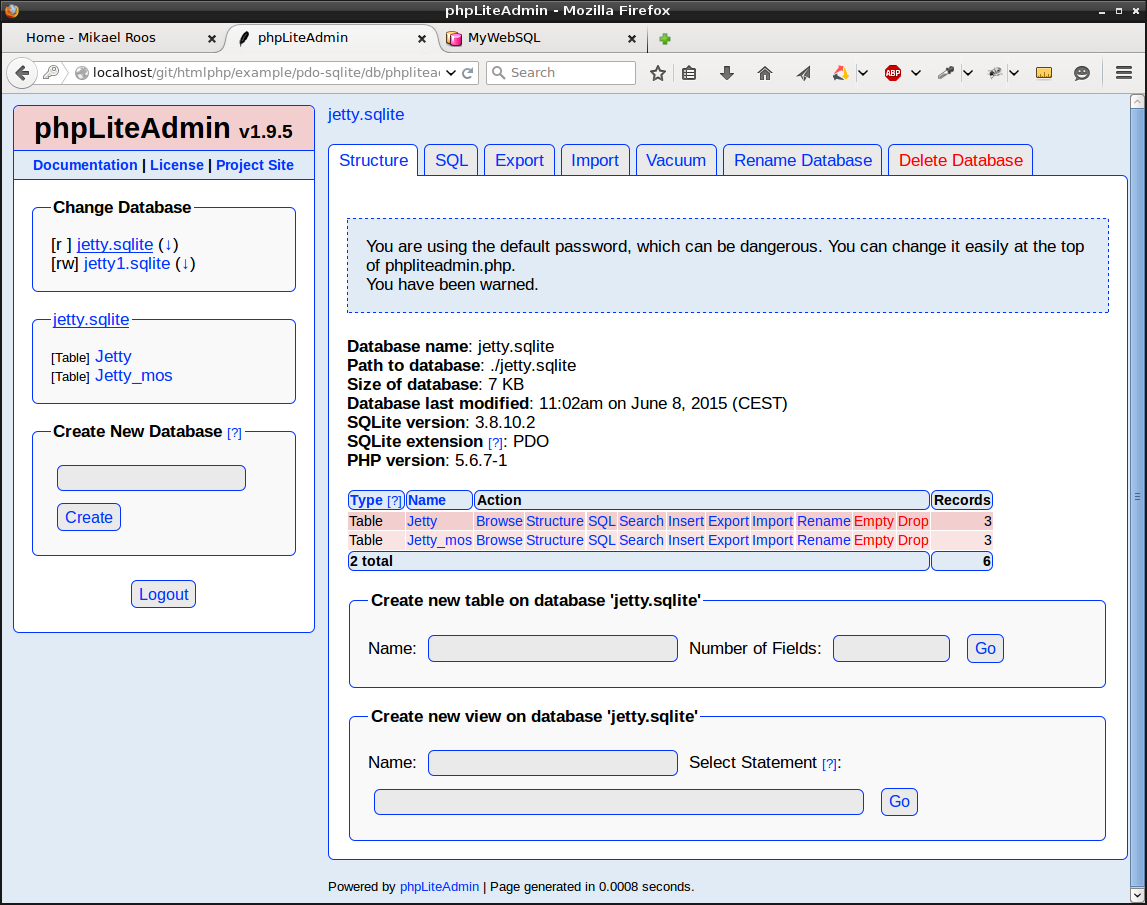 phpLiteAdmin - Mozilla Firefox
Home - Mikael Roos
phpLiteAdmin
MyWebSQL
localhost/git/htmlphp/example/pdo-sqlite/db/phplitea
Search
ABP
phpLiteAdmin v1.9.5
Documentation | License | Project Site
Change Database
[r ] jetty.sqlite (↓)
[rw] jetty1.sqlite (↓)
jetty.sqlite
[Table] Jetty
[Table] Jetty_mos
Create New Database [?]
Create
Logout
jetty.sqlite
Structure SQL Export Import Vacuum Rename Database Delete Database
You are using the default password, which can be dangerous. You can change it easily at the top
of phpliteadmin.php.
You have been warned.
Database name: jetty.sqlite
Path to database: ./jetty.sqlite
Size of database: 7 KB
Database last modified: 11:02am on June 8, 2015 (CEST)
SQLite version: 3.8.10.2
SQLite extension [?]: PDO
PHP version: 5.6.7-1
Type [?] Name Action Records
Table Jetty Browse Structure SQL Search Insert Export Import Rename Empty Drop 3
Table Jetty_mos Browse Structure SQL Search Insert Export Import Rename Empty Drop 3
2 total 6
Create new table on database 'jetty.sqlite'
Name: Number of Fields: Go
Create new view on database 'jetty.sqlite'
Name: Select Statement [?]:
Go
Powered by phpLiteAdmin | Page generated in 0.0008 seconds.